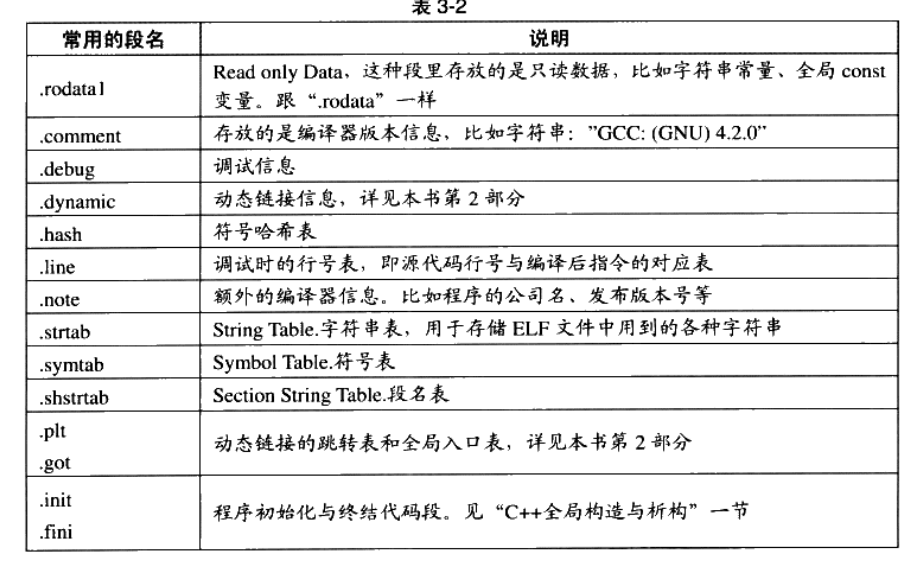 表 3-2
常用的段名
说明
.rodata1
Read only Data，这种段里存放的是只读数据，比如字符串常量、全局 const
变量。跟“.rodata”一样
.comment
存放的是编译器版本信息，比如字符串：”GCC: (GNU) 4.2.0”
.debug
调试信息
.dynamic
动态链接信息，详见本书第 2 部分
.hash
符号哈希表
.line
调试时的行号表，即源代码行号与编译后指令的对应表
.note
额外的编译器信息。比如程序的公司名、发布版本号等
.strtab
String Table.字符串表，用于存储 ELF 文件中用到的各种字符串
.symtab
Symbol Table.符号表
.shstrtab
Section String Table.段名表
.plt
.got
动态链接的跳转表和全局入口表，详见本书第 2 部分
.init
.fini
程序初始化与终结代码段。见“C++全局构造与析构”一节